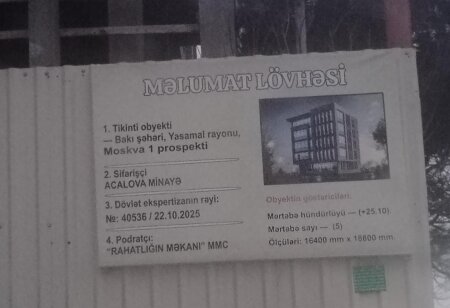 MƏLUMAT LÖVHƏSİ
1. Tikinti obyekti
— Bakı şəhəri, Yasamal rayonu,
Moskva 1 prospekti
2. Sifarişçi
ACALOVA MİNAYƏ
3. Dövlət ekspertizanın rəyi:
№: 40536 / 22.10.2025
4. Podratçı:
"RAHATLIĞIN MƏKANI" MMC
Obyektin göstəriciləri.
Mərtəbə hündürlüyü — (+25.10)
Mərtəbə sayı — (5)
Ölçüləri: 16400 mm x 18800 mm.